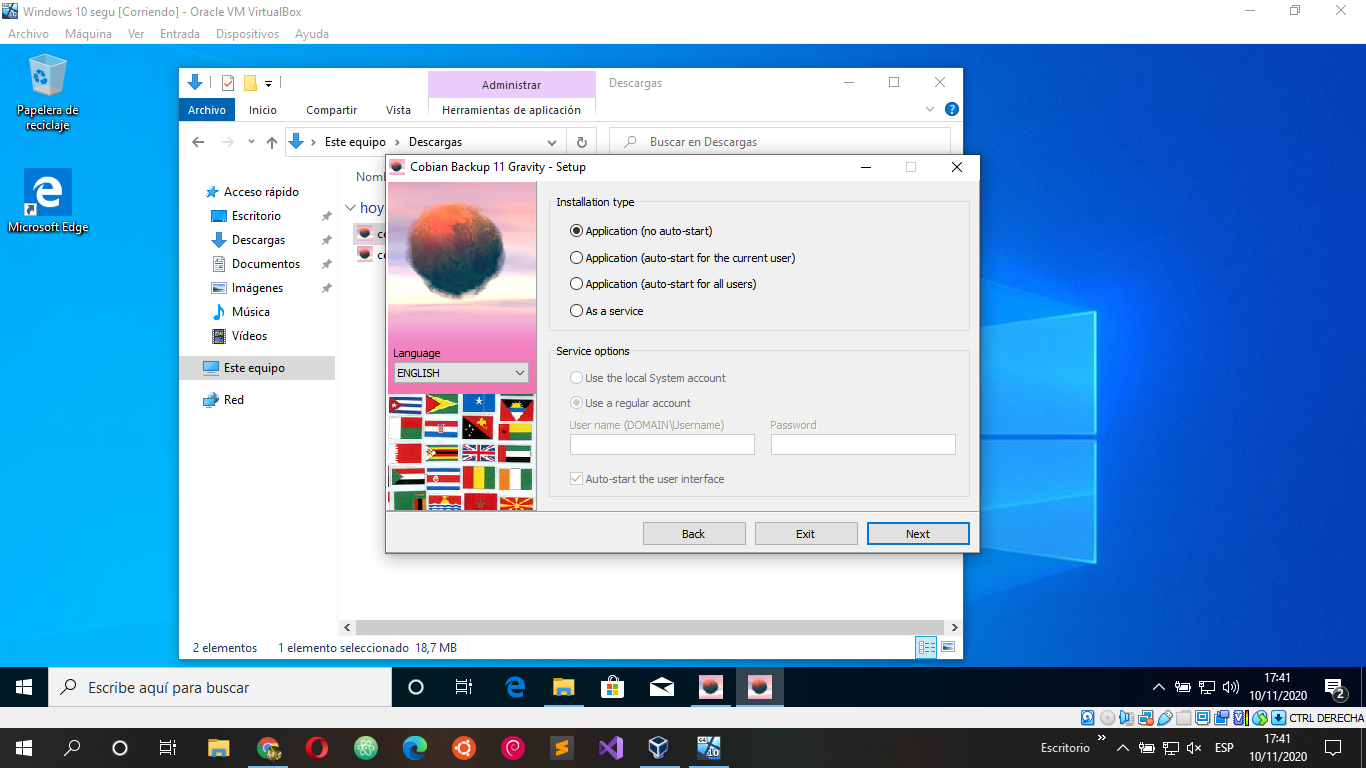 Windows 10 segu [Corriendo] - Oracle VM VirtualBox
Archivo Máquina Ver Entrada Dispositivos Ayuda
Papelera de
reciclaje
Microsoft Edge
Administrar
Descargas
Archivo Inicio Compartir Vista Herramientas de aplicación
Este equipo Descargas
Buscar en Descargas
Acceso rápido
Escritorio
Descargas
Documentos
Imágenes
Música
Vídeos
Este equipo
Red
hoy
Cobian Backup 11 Gravity - Setup
Language
ENGLISH
Installation type
Application (no auto-start)
Application (auto-start for the current user)
Application (auto-start for all users)
As a service
Service options
Use the local System account
Use a regular account
User name (DOMAIN\Username) Password
Auto-start the user interface
Back Exit Next
2 elementos 1 elemento seleccionado 18,7 MB
Escribe aquí para buscar
17:41
10/11/2020
2
CTRL DERECHA
Escritorio
ESP
17:41
10/11/2020